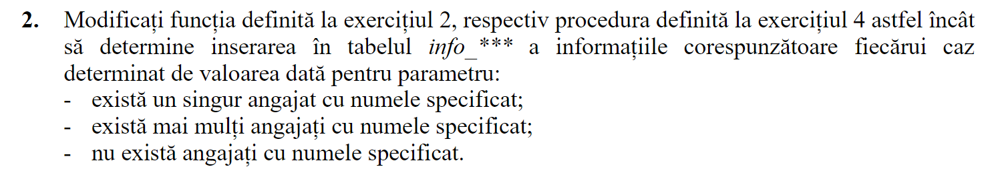 2. Modificați funcția definită la exercițiul 2, respectiv procedura definită la exercițiul 4 astfel încât
să determine inserarea în tabelul info_*** a informațiile corespunzătoare fiecărui caz
determinat de valoarea dată pentru parametru:
- există un singur angajat cu numele specificat;
- există mai mulți angajați cu numele specificat;
- nu există angajați cu numele specificat.